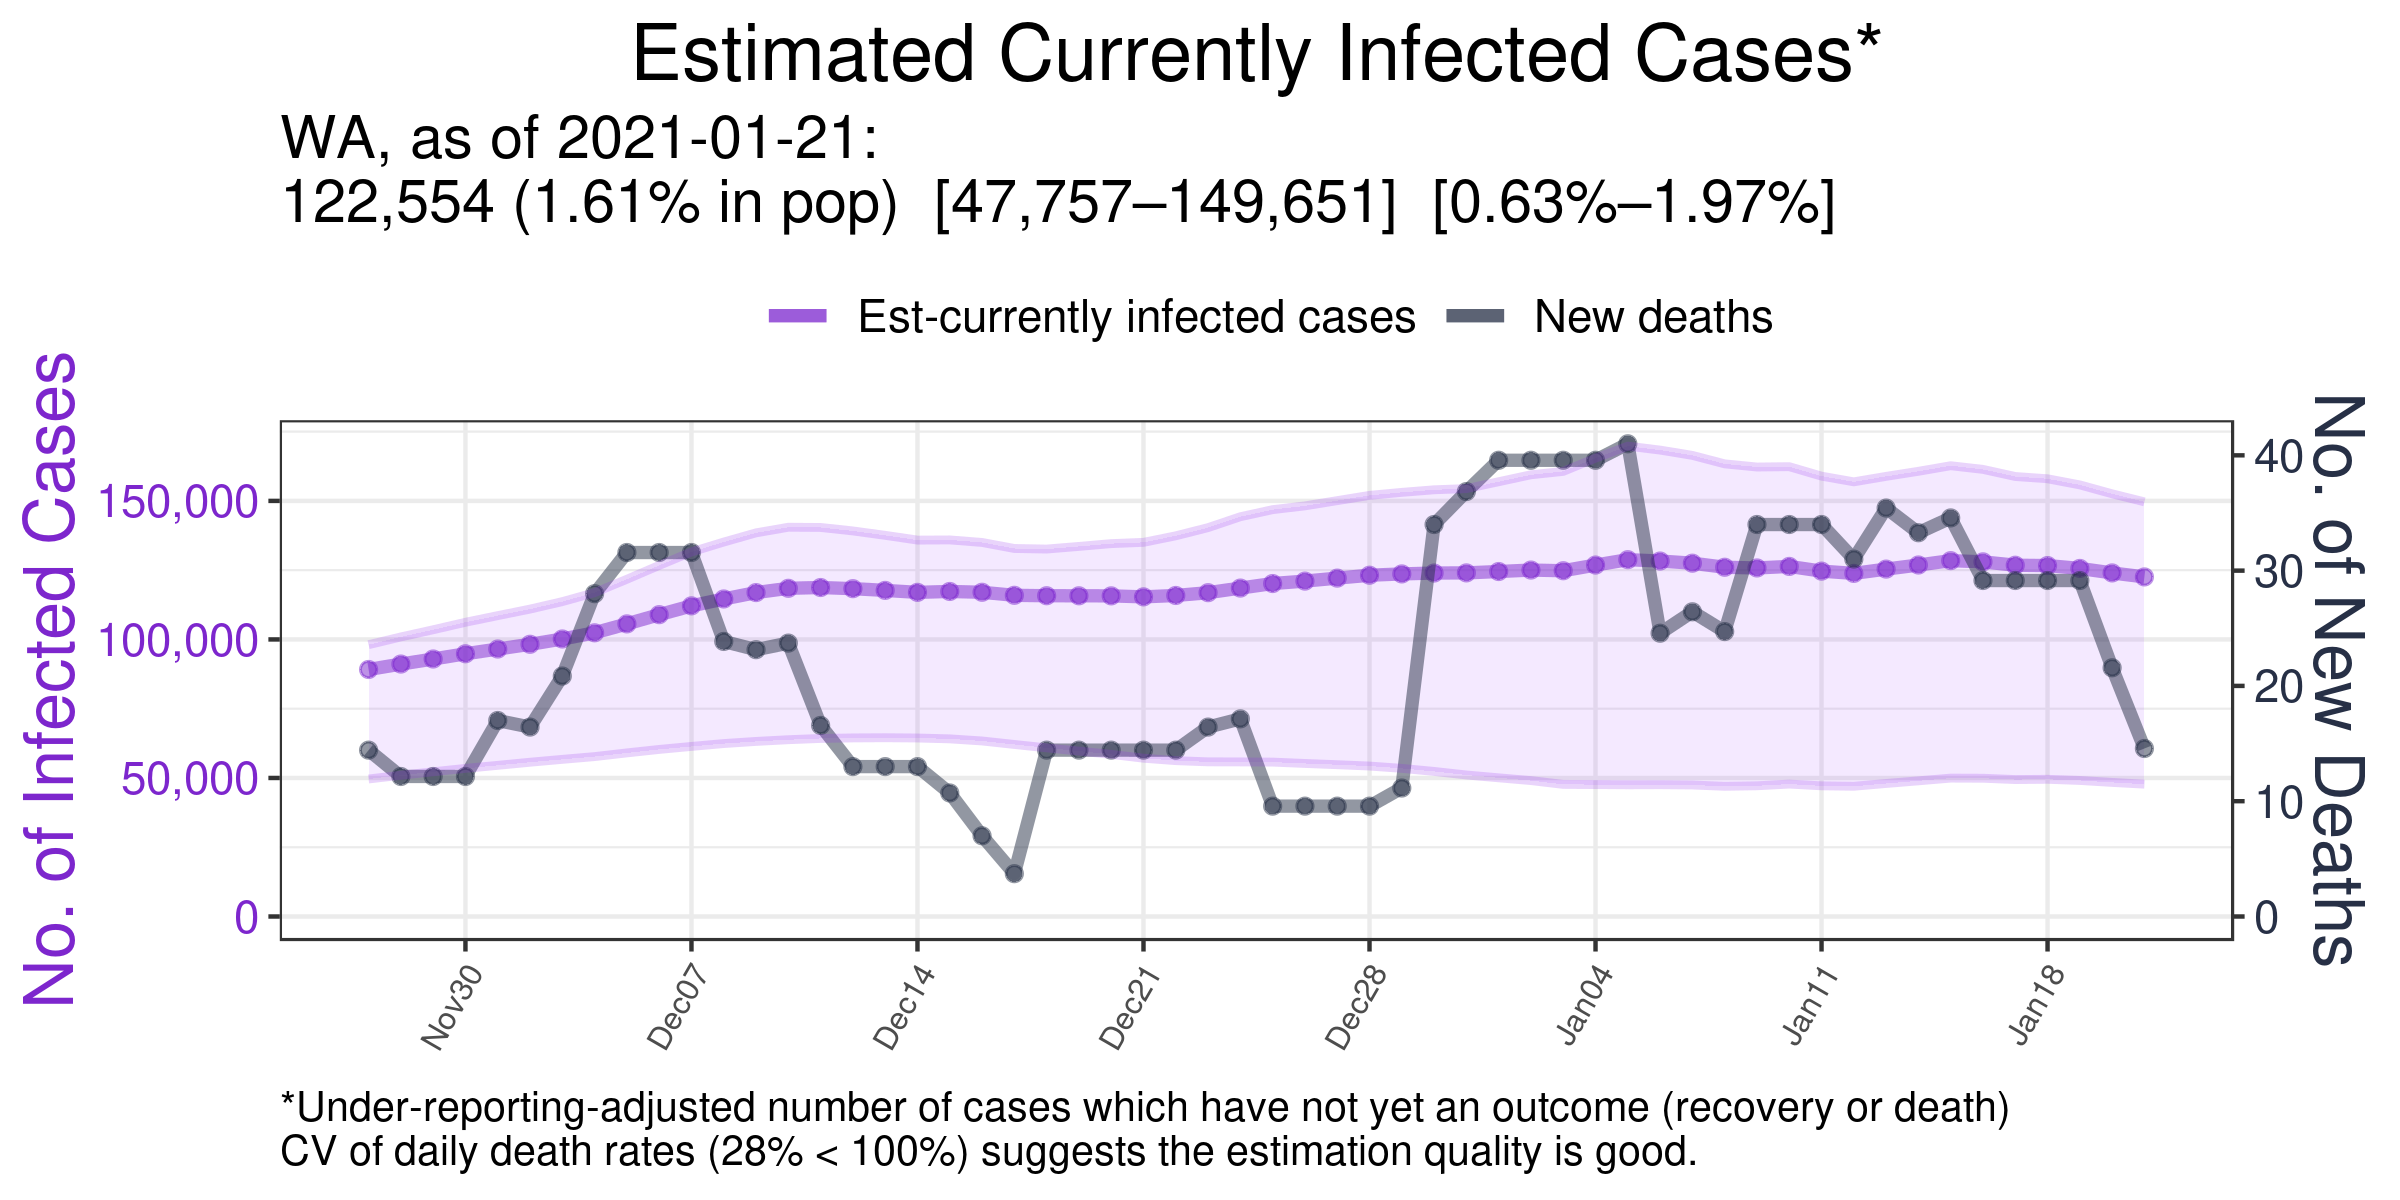 Estimated Currently Infected Cases*
WA, as of 2021-01-21:
122,554 (1.61% in pop)  [47,757–149,651]  [0.63%–1.97%]
Est-currently infected cases
New deaths
No. of Infected Cases
150,000
100,000
50,000
0
40
30
20
10
0
No. of New Deaths
Nov30
Dec07
Dec14
Dec21
Dec28
Jan04
Jan11
Jan18
*Under-reporting-adjusted number of cases which have not yet an outcome (recovery or death)
CV of daily death rates (28% < 100%) suggests the estimation quality is good.